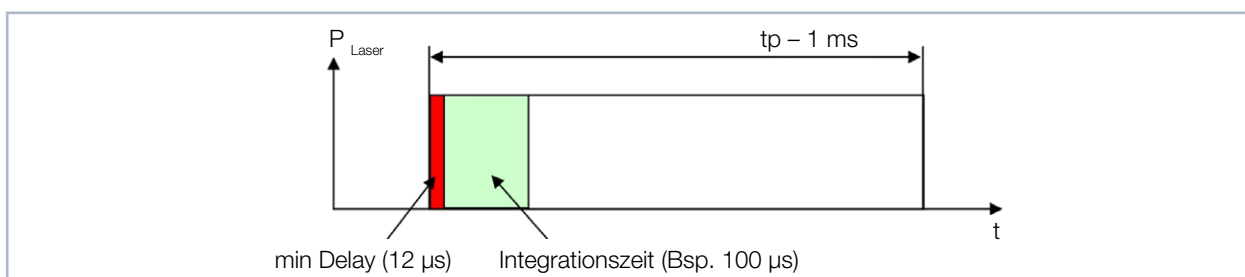 P Laser
tp – 1 ms
t
min Delay (12 µs)
Integrationszeit (Bsp. 100 µs)